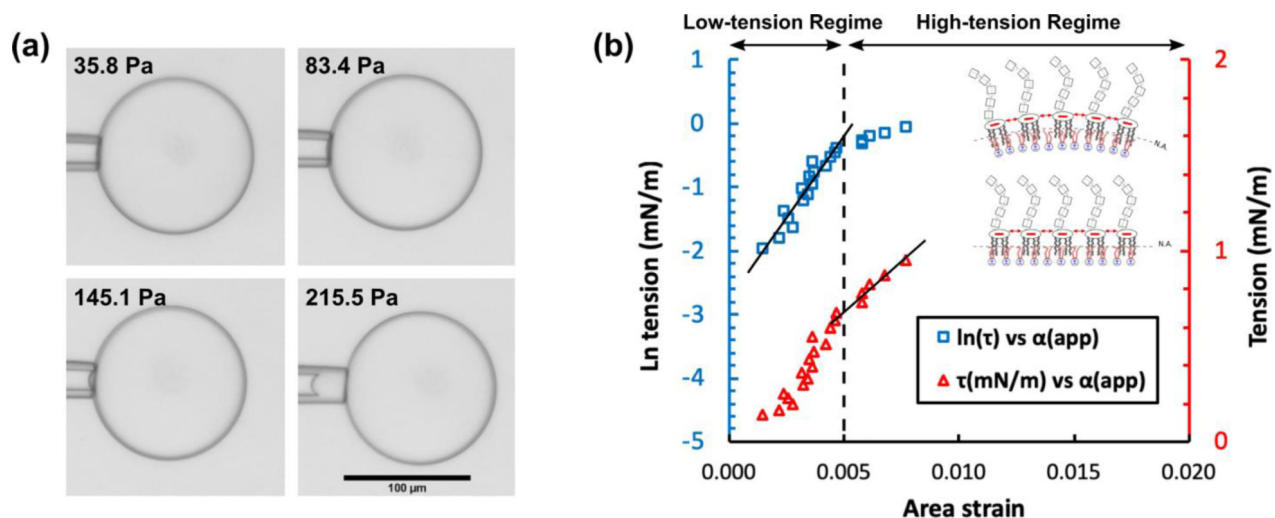 (a)
35.8 Pa
83.4 Pa
145.1 Pa
215.5 Pa
100 µm
(b)
Low-tension Regime
High-tension Regime
Ln tension (mN/m)
1
0
-1
-2
-3
-4
-5
Tension (mN/m)
2
1
0
N.A.
N.A.
ln(τ) vs α(app)
τ(mN/m) vs α(app)
0.000
0.005
0.010
0.015
0.020
Area strain